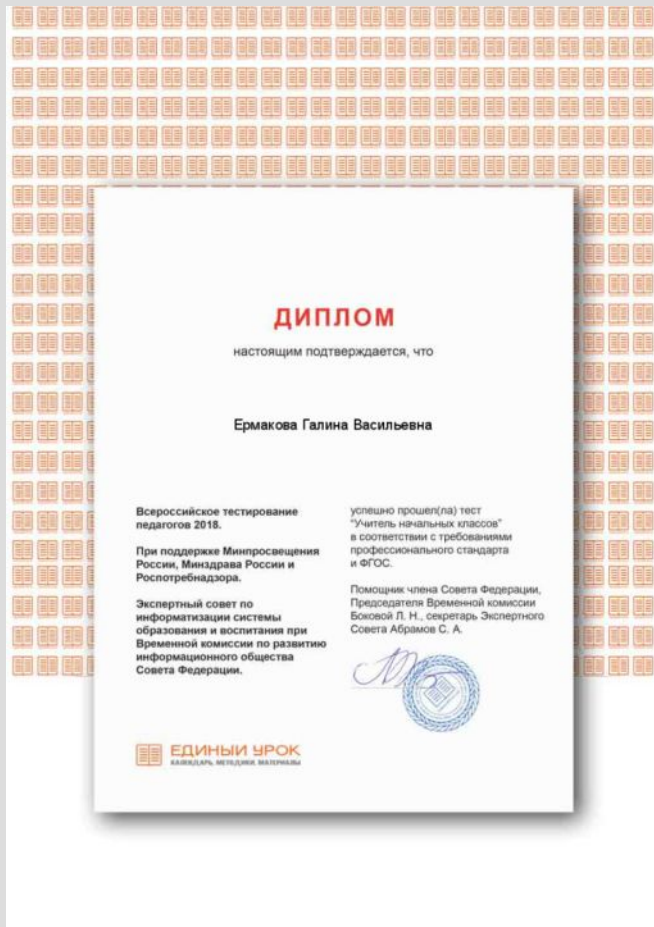 ДИПЛОМ
настоящим подтверждается, что
Ермакова Галина Васильевна
Всероссийское тестирование
педагогов 2018.
При поддержке Минпросвещения
России, Минздрава России и
Роспотребнадзора.
Экспертный совет по
информатизации системы
образования и воспитания при
Временной комиссии по развитию
информационного общества
Совета Федерации.
успешно прошел(ла) тест
"Учитель начальных классов"
в соответствии с требованиями
профессионального стандарта
и ФГОС.
Помощник члена Совета Федерации,
Председателя Временной комиссии
Боковой Л. Н., секретарь Экспертного
Совета Абрамов С. А.
ЕДИНЫЙ УРОК
КАЛЕНДАРЬ, МЕТОДИКИ, МАТЕРИАЛЫ